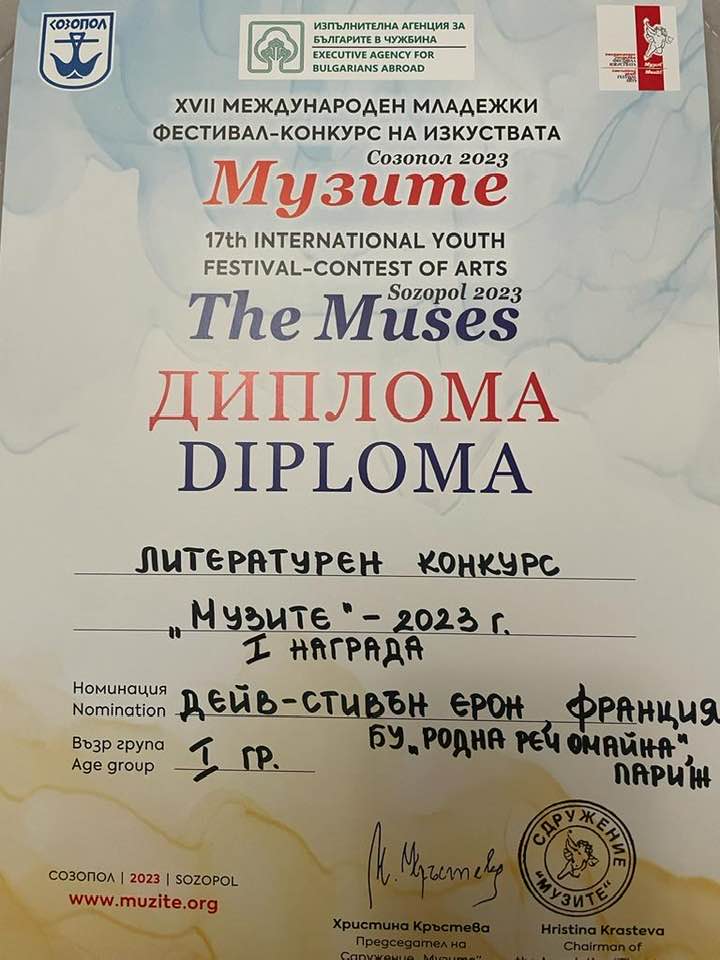 СОЗОПОЛ
ИЗПЪЛНИТЕЛНА АГЕНЦИЯ ЗА
БЪЛГАРИТЕ В ЧУЖБИНА
EXECUTIVE AGENCY FOR
BULGARIANS ABROAD
XVII МЕЖДУНАРОДЕН МЛАДЕЖКИ
ФЕСТИВАЛ-КОНКУРС НА ИЗКУСТВАТА
Созопол 2023
Музите
17th INTERNATIONAL YOUTH
FESTIVAL-CONTEST OF ARTS
Sozopol 2023
The Muses
ДИПЛОМА
DIPLOMA
ЛИТЕРАТУРЕН КОНКУРС
„МУЗИТЕ" - 2023 г.
I НАГРАДА
Номинация
Nomination
ДЕЙВ-СТИВЪН ЕРОН, ФРАНЦИЯ
БУ „РОДНА РЕЧ ОМАЙНА",
ПАРИЖ
Възр група
Age group
I ГР.
СДРУЖЕНИЕ
"МУЗИТЕ"
К. Кръстева
СОЗОПОЛ | 2023 | SOZOPOL
www.muzite.org
Христина Кръстева
Председател на
Сдружение „Музите"
Hristina Krasteva
Chairman of